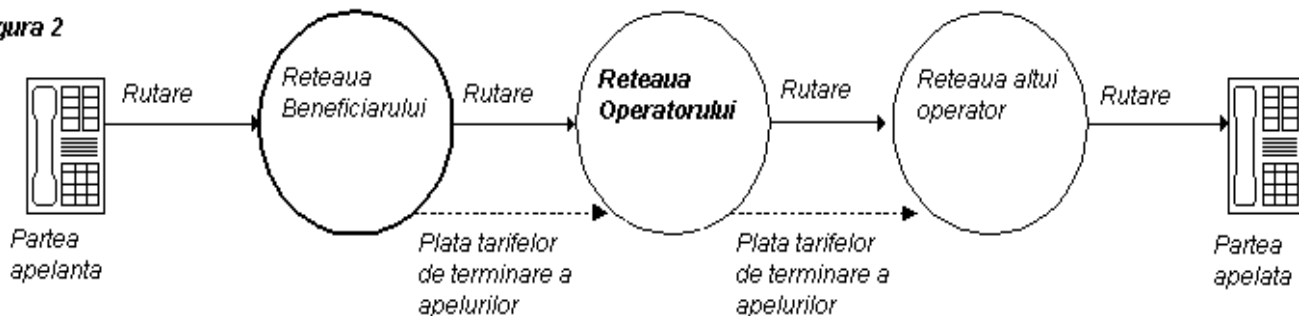 gura 2
Rutare
Reteaua
Beneficiarului
Rutare
Reteaua
Operatorului
Rutare
Reteaua altui
operator
Rutare
Partea
apelanta
Plata tarifelor
de terminare a
apelurilor
Plata tarifelor
de terminare a
apelurilor
Partea
apelata